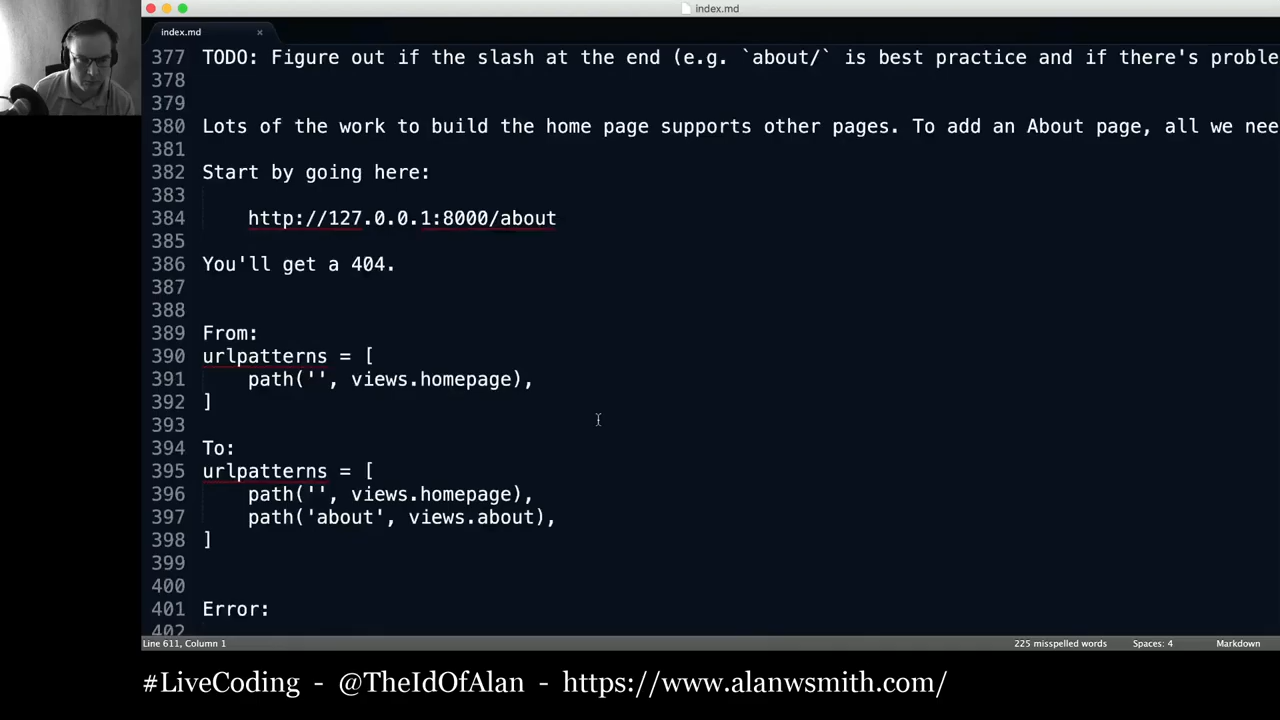 index.md
index.md ×
377 TODO: Figure out if the slash at the end (e.g. `about/` is best practice and if there's proble
378
379
380 Lots of the work to build the home page supports other pages. To add an About page, all we nee
381
382 Start by going here:
383
384 http://127.0.0.1:8000/about
385
386 You'll get a 404.
387
388
389 From:
390 urlpatterns = [
391 path('', views.homepage),
392 ]
393
394 To:
395 urlpatterns = [
396 path('', views.homepage),
397 path('about', views.about),
398 ]
399
400
401 Error:
402
Line 611, Column 1 225 misspelled words Spaces: 4 Markdown
#LiveCoding - @TheIdOfAlan - https://www.alanwsmith.com/